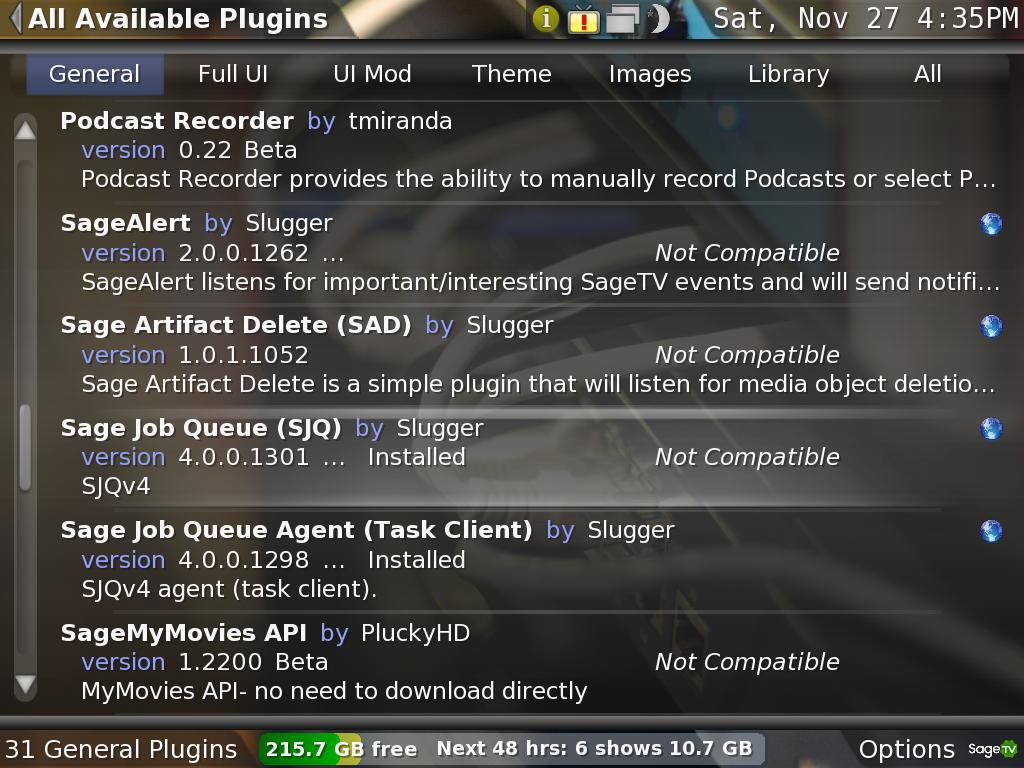 All Available Plugins
Sat, Nov 27 4:35PM
General Full UI UI Mod Theme Images Library All
Podcast Recorder by tmiranda
version 0.22 Beta
Podcast Recorder provides the ability to manually record Podcasts or select P...
SageAlert by Slugger
version 2.0.0.1262 ... Not Compatible
SageAlert listens for important/interesting SageTV events and will send notifi...
Sage Artifact Delete (SAD) by Slugger
version 1.0.1.1052 Not Compatible
Sage Artifact Delete is a simple plugin that will listen for media object deletio...
Sage Job Queue (SJQ) by Slugger
version 4.0.0.1301 ... Installed Not Compatible
SJQv4
Sage Job Queue Agent (Task Client) by Slugger
version 4.0.0.1298 ... Installed
SJQv4 agent (task client).
SageMyMovies API by PluckyHD
version 1.2200 Beta Not Compatible
MyMovies API- no need to download directly
31 General Plugins 215.7 GB free Next 48 hrs: 6 shows 10.7 GB Options SageTV